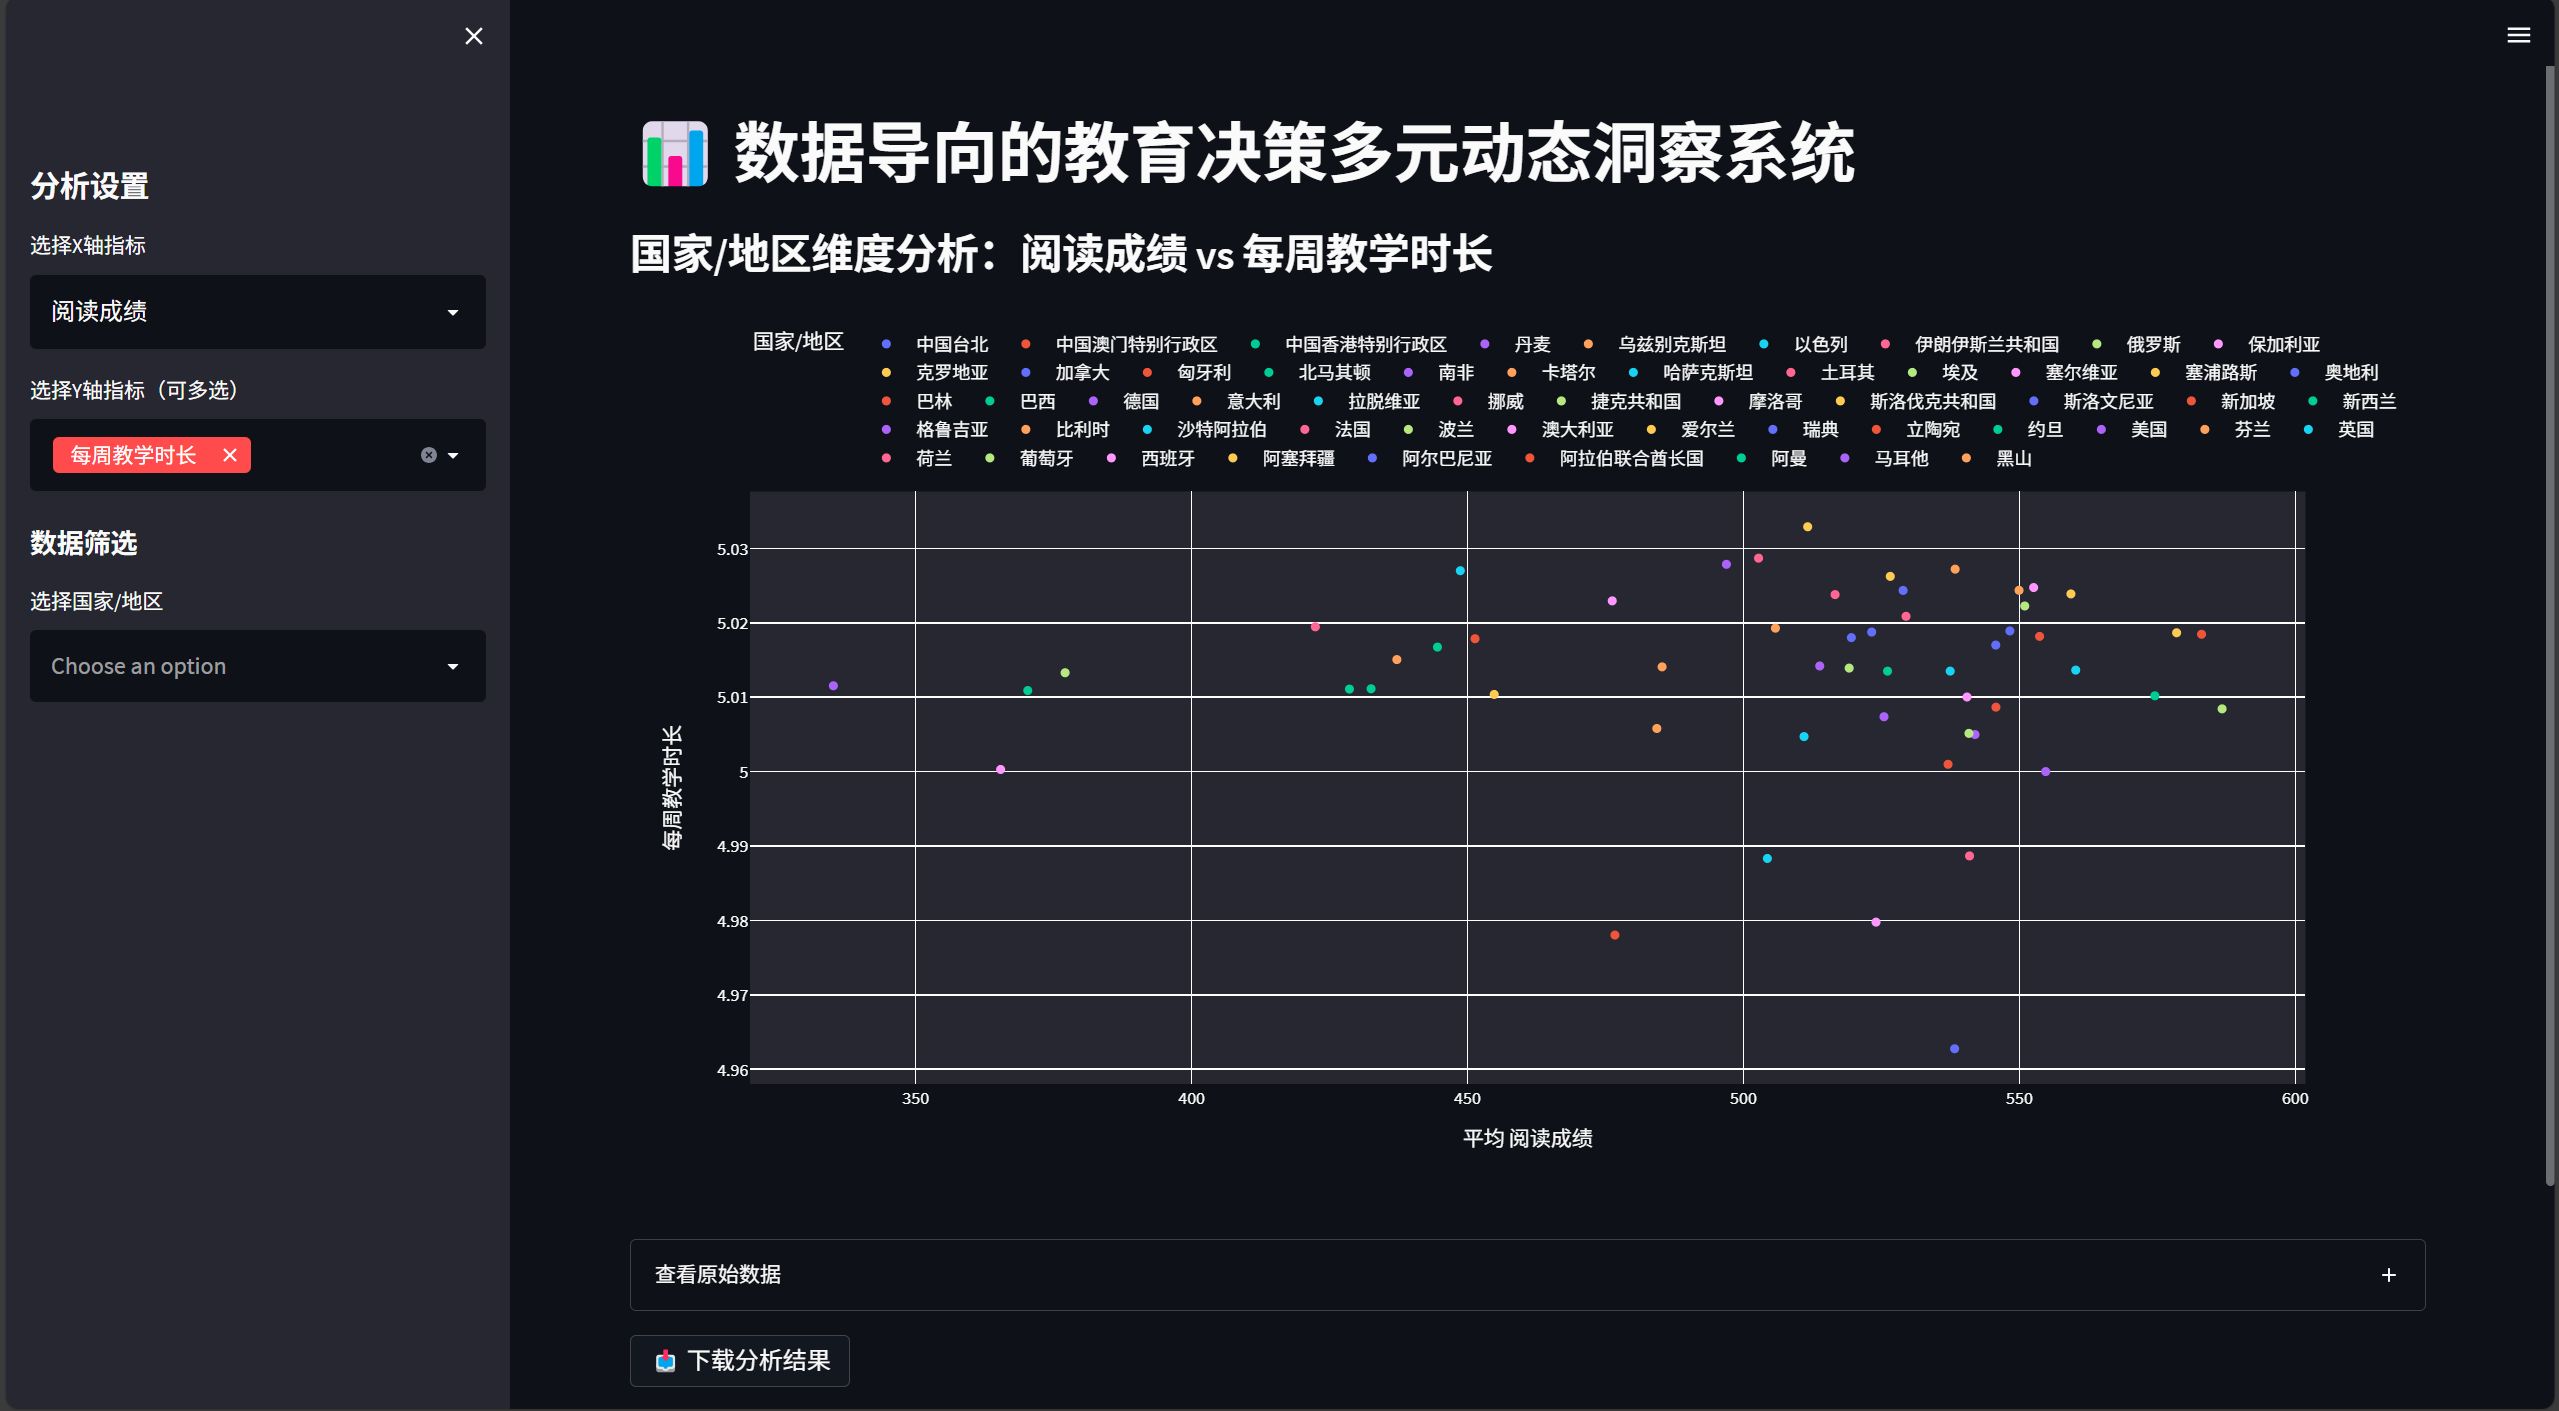 分析设置
选择X轴指标
阅读成绩
选择Y轴指标（可多选）
每周教学时长
数据筛选
选择国家/地区
Choose an option
数据导向的教育决策多元动态洞察系统
国家/地区维度分析：阅读成绩 vs 每周教学时长
国家/地区 中国台北 中国澳门特别行政区 中国香港特别行政区 丹麦 乌兹别克斯坦 以色列 伊朗伊斯兰共和国 俄罗斯 保加利亚
克罗地亚 加拿大 匈牙利 北马其顿 南非 卡塔尔 哈萨克斯坦 土耳其 埃及 塞尔维亚 塞浦路斯 奥地利
巴林 巴西 德国 意大利 拉脱维亚 挪威 捷克共和国 摩洛哥 斯洛伐克共和国 斯洛文尼亚 新加坡 新西兰
格鲁吉亚 比利时 沙特阿拉伯 法国 波兰 澳大利亚 爱尔兰 瑞典 立陶宛 约旦 美国 芬兰 英国
荷兰 葡萄牙 西班牙 阿塞拜疆 阿尔巴尼亚 阿拉伯联合酋长国 阿曼 马耳他 黑山
5.03
5.02
5.01
5
4.99
4.98
4.97
4.96
每周教学时长
350 400 450 500 550 600
平均 阅读成绩
查看原始数据
下载分析结果